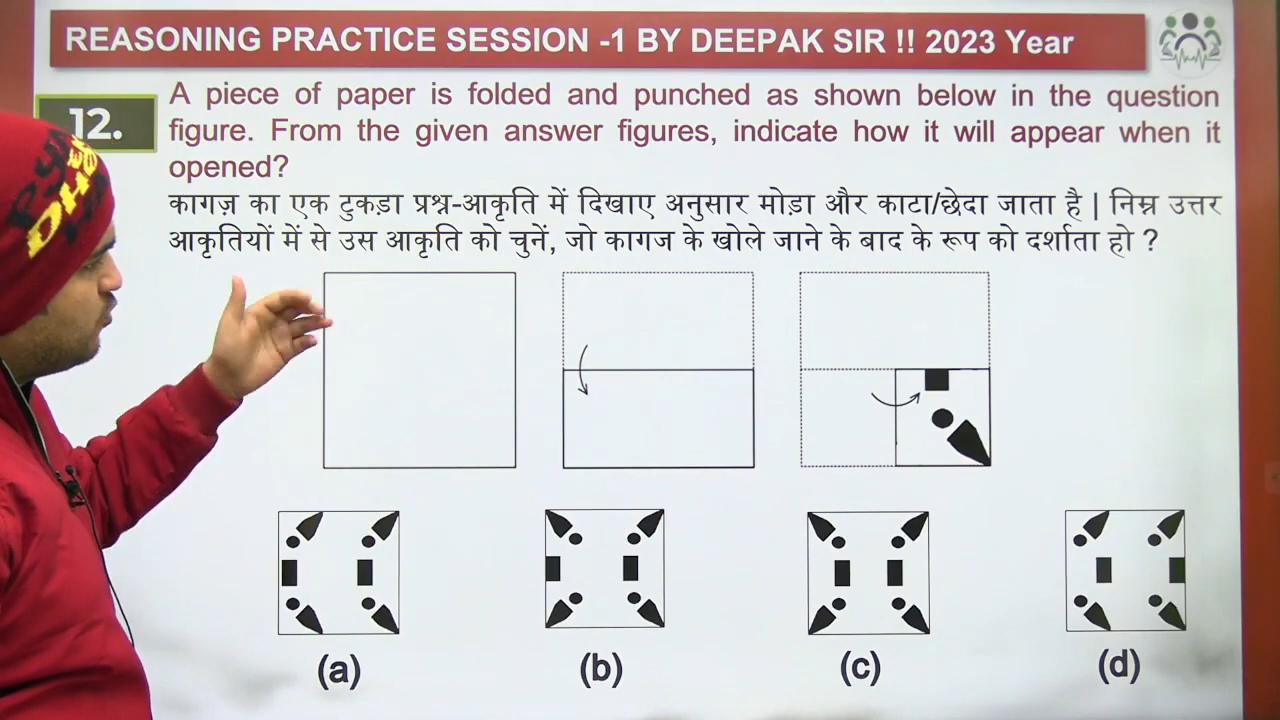 REASONING PRACTICE SESSION -1 BY DEEPAK SIR !! 2023 Year
12.
A piece of paper is folded and punched as shown below in the question
figure. From the given answer figures, indicate how it will appear when it
opened?
कागज़ का एक टुकड़ा प्रश्न-आकृति में दिखाए अनुसार मोड़ा और काटा/छेदा जाता है | निम्न उत्तर
आकृतियों में से उस आकृति को चुनें, जो कागज के खोले जाने के बाद के रूप को दर्शाता हो ?
(a)
(b)
(c)
(d)